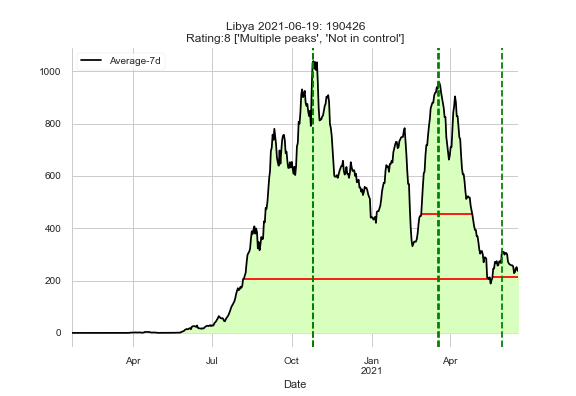 Libya 2021-06-19: 190426
Rating:8 ['Multiple peaks', 'Not in control']
Average-7d
1000
800
600
400
200
0
Apr
Jul
Oct
Jan
2021
Apr
Date